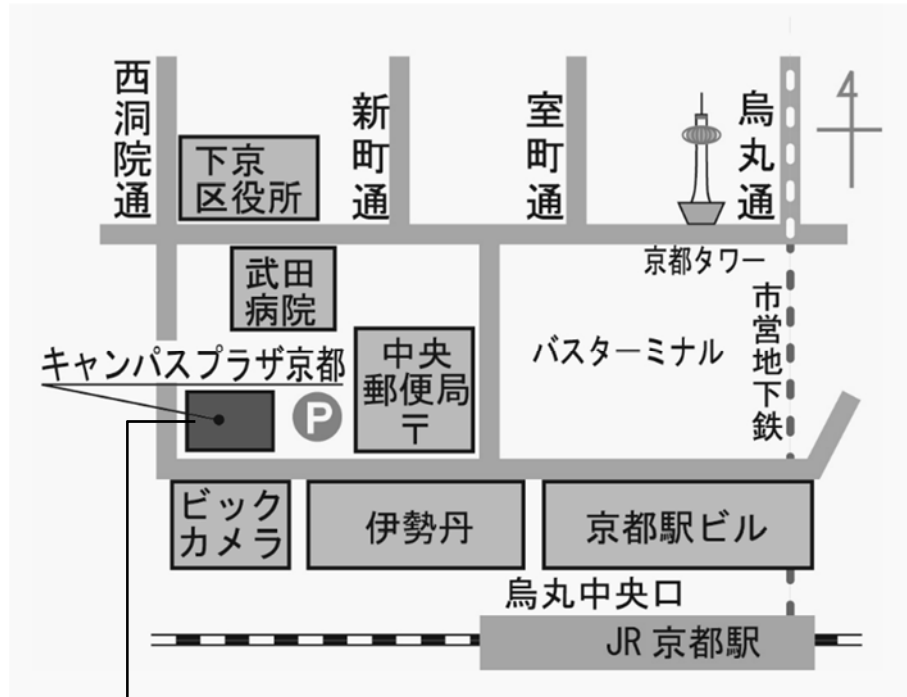 西洞院通
新町通
室町通
烏丸通
下京
区役所
京都タワー
武田
病院
市営地下鉄
バスターミナル
中央
郵便局
〒
キャンパスプラザ京都
P
ビック
カメラ
伊勢丹
京都駅ビル
烏丸中央口
JR 京都駅